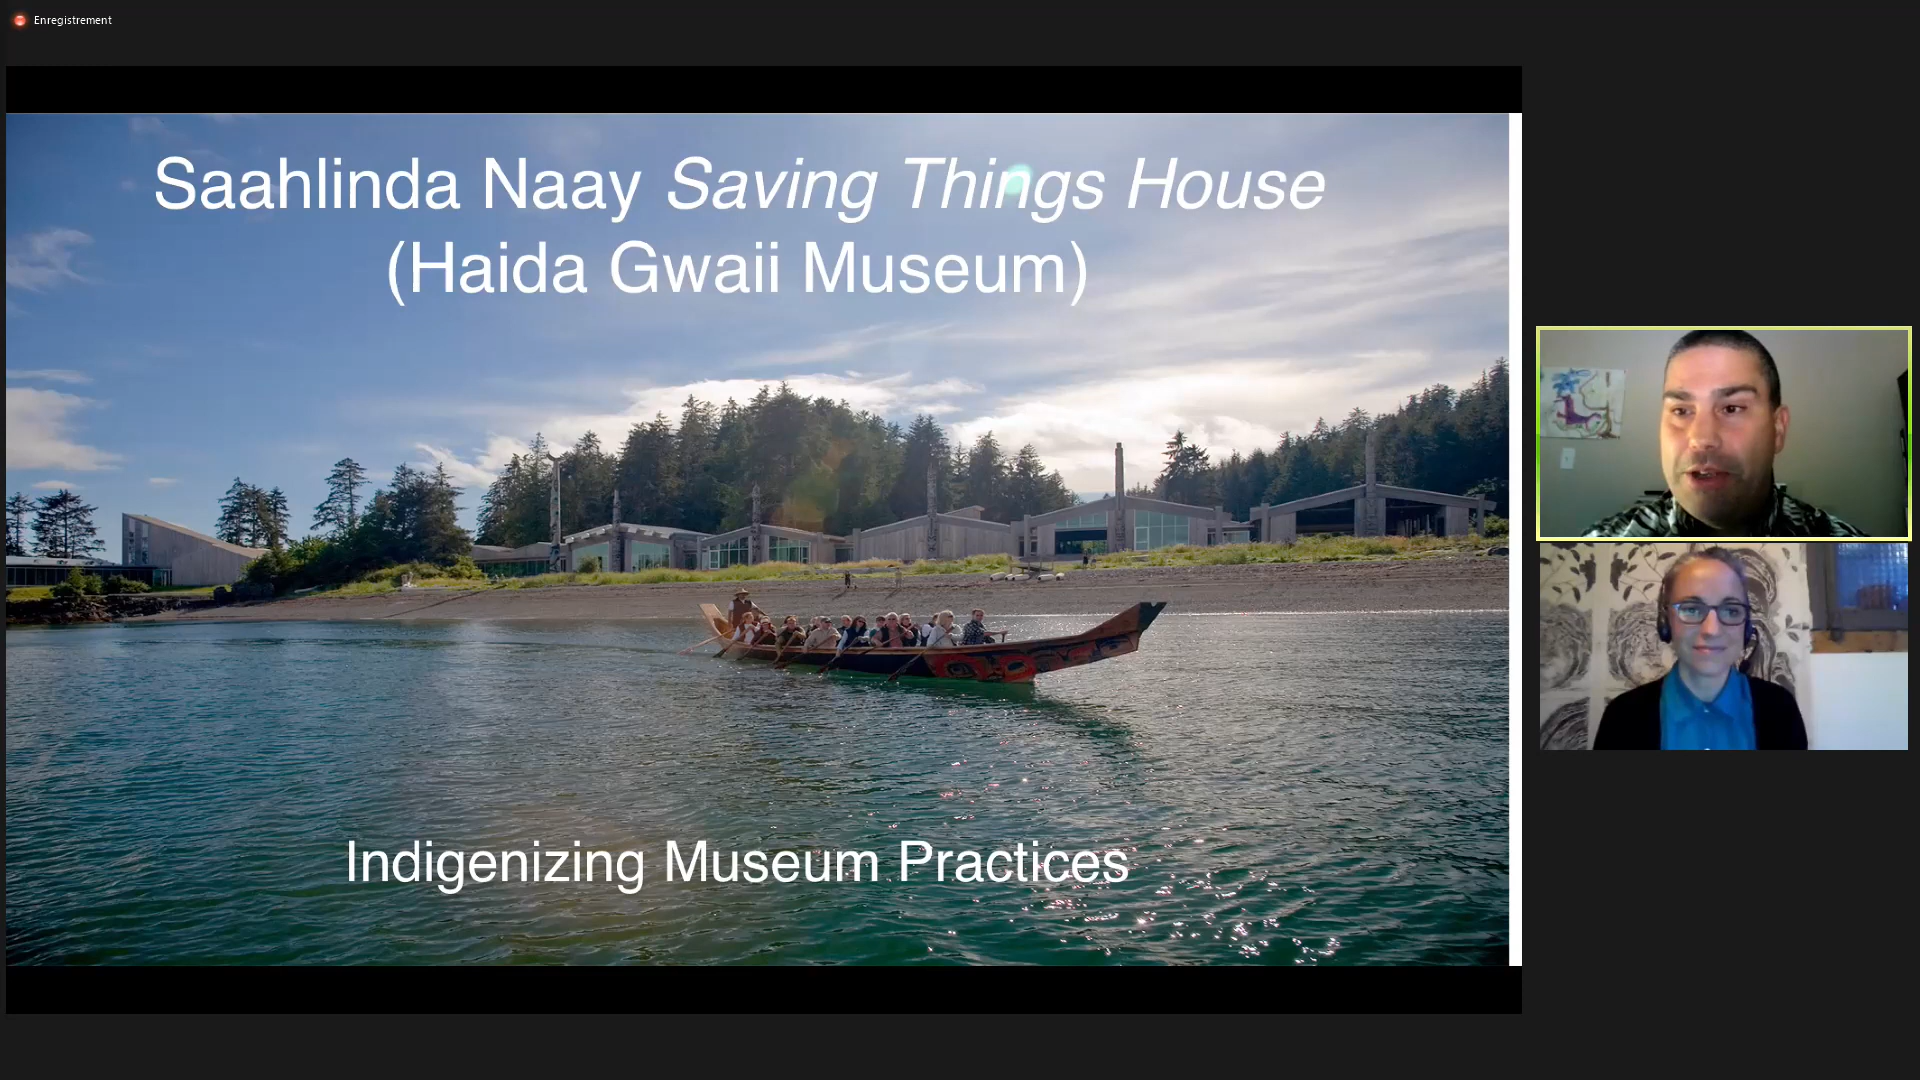 Enregistrement
Saahlinda Naay Saving Things House
(Haida Gwaii Museum)
Indigenizing Museum Practices